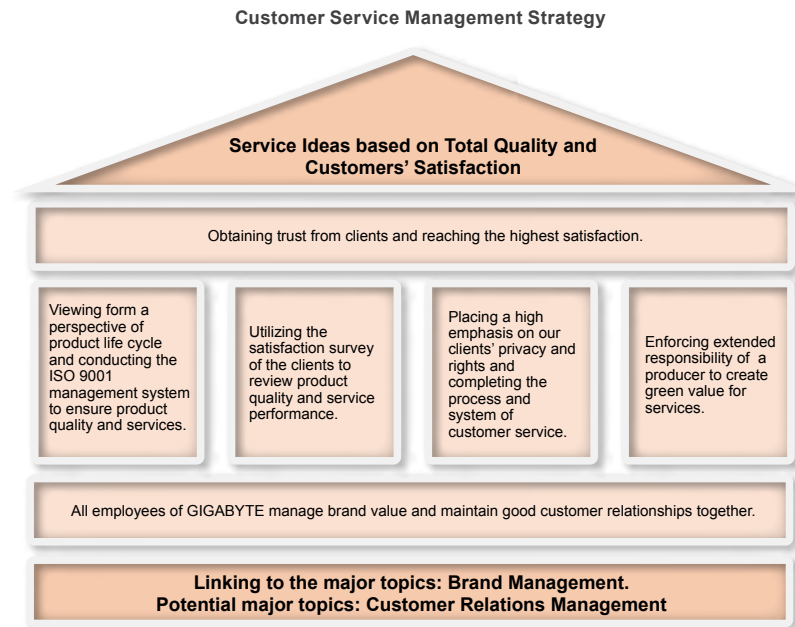 Customer Service Management Strategy
Service Ideas based on Total Quality and
Customers' Satisfaction
Obtaining trust from clients and reaching the highest satisfaction.
Viewing form a
perspective of
product life cycle
and conducting the
ISO 9001
management system
to ensure product
quality and services.
Utilizing the
satisfaction survey
of the clients to
review product
quality and service
performance.
Placing a high
emphasis on our
clients' privacy and
rights and
completing the
process and
system of
customer service.
Enforcing extended
responsibility of a
producer to create
green value for
services.
All employees of GIGABYTE manage brand value and maintain good customer relationships together.
Linking to the major topics: Brand Management.
Potential major topics: Customer Relations Management